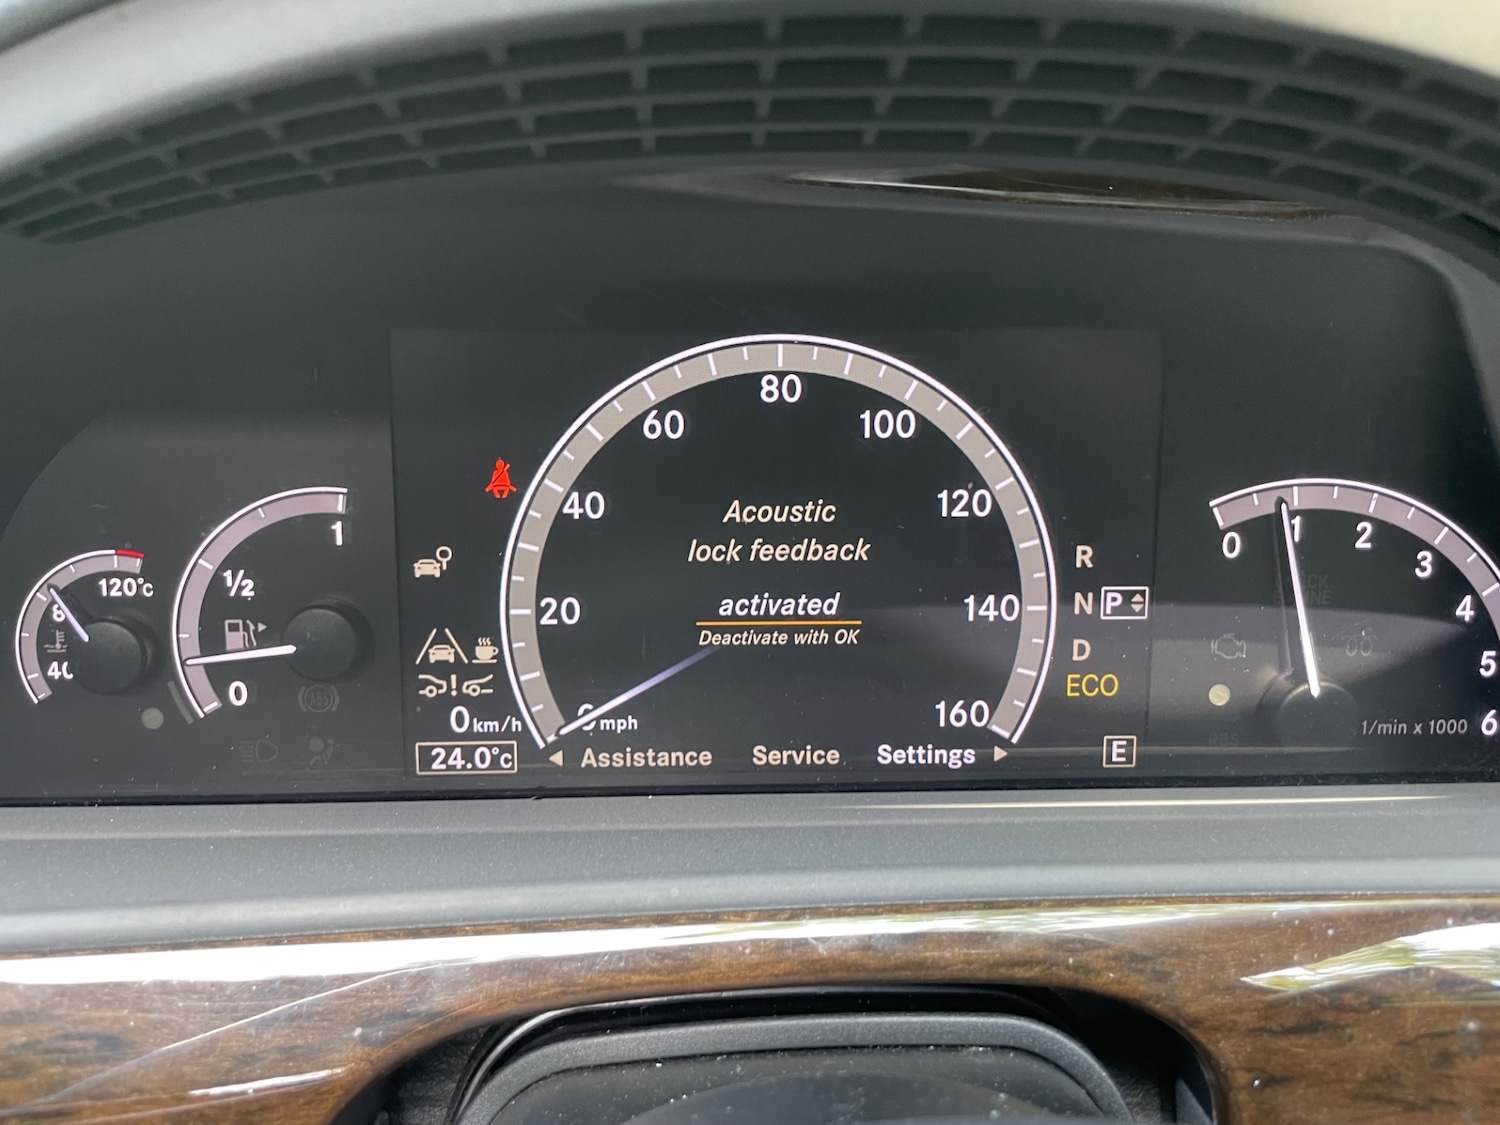 80
60
100
40
120
Acoustic
lock feedback
activated
Deactivate with OK
20
140
160
0 km/h
mph
24.0°C
Assistance
Service
Settings
R
N
P
D
ECO
E
120°C
40
1
1/2
0
ABS
0
1
2
3
4
5
6
1/min x 1000